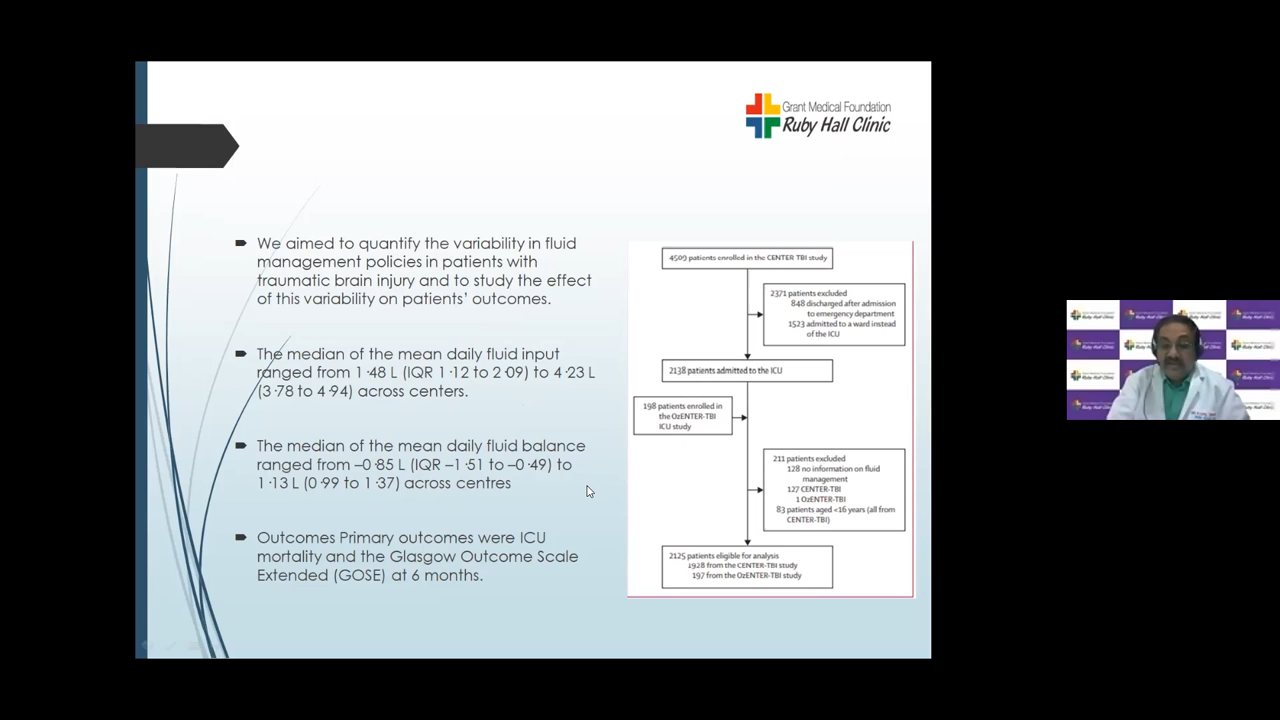 Grant Medical Foundation
Ruby Hall Clinic
We aimed to quantify the variability in fluid
management policies in patients with
traumatic brain injury and to study the effect
of this variability on patients’ outcomes.
The median of the mean daily fluid input
ranged from 1·48 L (IQR 1·12 to 2·09) to 4·23 L
(3·78 to 4·94) across centers.
The median of the mean daily fluid balance
ranged from –0·85 L (IQR –1·51 to –0·49) to
1·13 L (0·99 to 1·37) across centres
Outcomes Primary outcomes were ICU
mortality and the Glasgow Outcome Scale
Extended (GOSE) at 6 months.
4509 patients enrolled in the CENTER TBI study
2371 patients excluded
848 discharged after admission
to emergency department
1523 admitted to a ward instead
of the ICU
2138 patients admitted to the ICU
198 patients enrolled in
the OzENTER-TBI
ICU study
211 patients excluded
128 no information on fluid
management
127 CENTER-TBI
1 OzENTER-TBI
83 patients aged <16 years (all from
CENTER-TBI)
2125 patients eligible for analysis
1928 from the CENTER-TBI study
197 from the OzENTER-TBI study